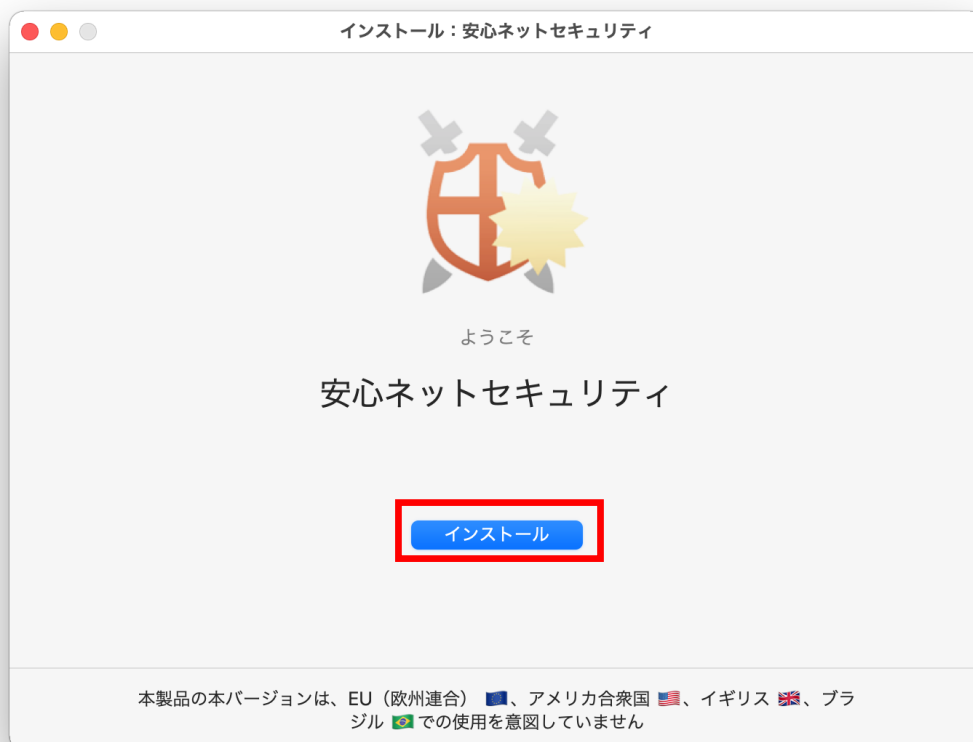 インストール：安心ネットセキュリティ
ようこそ
安心ネットセキュリティ
インストール
本製品の本バージョンは、EU（欧州連合） 🇪🇺、アメリカ合衆国 🇺🇸、イギリス 🇬🇧、ブラ
ジル 🇧🇷 での使用を意図していません